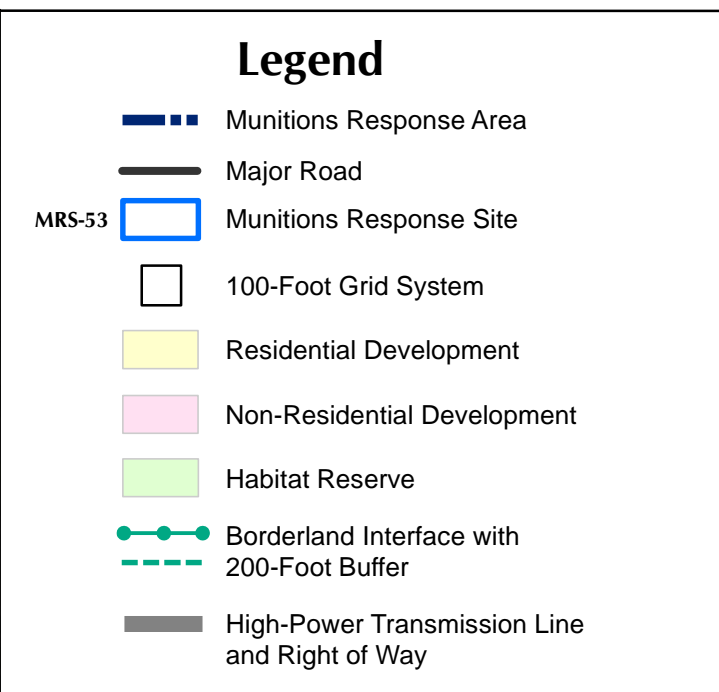 Legend
Munitions Response Area
Major Road
MRS-53 Munitions Response Site
100-Foot Grid System
Residential Development
Non-Residential Development
Habitat Reserve
Borderland Interface with
200-Foot Buffer
High-Power Transmission Line
and Right of Way